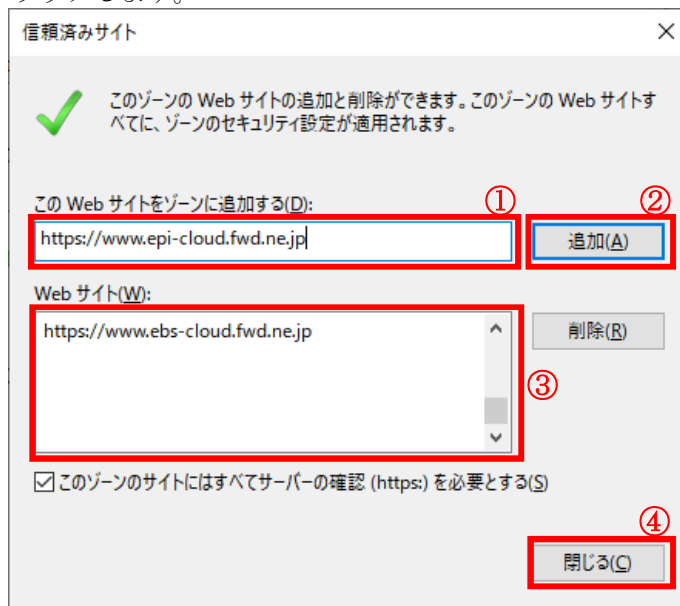 クリックします。
信頼済みサイト
このゾーンの Web サイトの追加と削除ができます。このゾーンの Web サイトす
べてに、ゾーンのセキュリティ設定が適用されます。
この Web サイトをゾーンに追加する(D):
①
②
https://www.epi-cloud.fwd.ne.jp
追加(A)
Web サイト(W):
https://www.ebs-cloud.fwd.ne.jp
削除(R)
③
このゾーンのサイトにはすべてサーバーの確認 (https:) を必要とする(S)
④
閉じる(C)